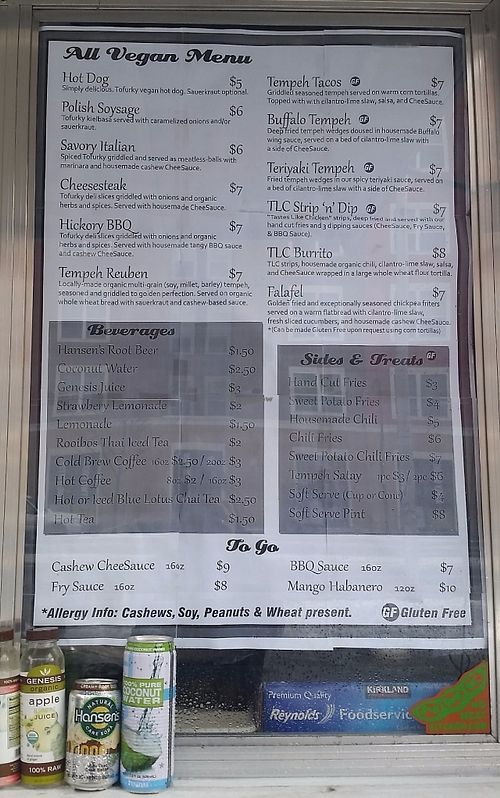 All Vegan Menu
Hot Dog $5
Simply delicious. Tofurky vegan hot dog. Sauerkraut optional.
Polish Soysage $6
Tofurky kielbasa served with caramelized onions and/or
sauerkraut.
Savory Italian $6
Spiced Tofurky griddled and served as meatless-balls with
marinara and housemade cashew CheeSauce.
Cheesesteak $7
Tofurky deli slices griddled with onions and organic
herbs and spices. Served with housemade CheeSauce.
Hickory BBQ $7
Tofurky deli slices griddled with onions and organic
herbs and spices. Served with housemade tangy BBQ sauce
and cashew CheeSauce.
Tempeh Reuben $7
Locally-made organic multi-grain (soy, millet, barley) tempeh,
seasoned and griddled to golden perfection. Served on organic
whole wheat bread with sauerkraut and cashew-based sauce.
Tempeh Tacos GF $7
Griddled seasoned tempeh served on warm corn tortillas.
Topped with with cilantro-lime slaw, salsa, and CheeSauce.
Buffalo Tempeh GF $7
Deep fried tempeh wedges doused in housemade Buffalo
wing sauce, served on a bed of cilantro-lime slaw with
a side of CheeSauce.
Teriyaki Tempeh GF $7
Fried tempeh wedges in our spicy teriyaki sauce, served on
a bed of cilantro-lime slaw with a side of CheeSauce.
TLC Strip 'n' Dip GF $7
"Tastes Like Chicken" strips, deep fried and served with our
hand cut fries and 3 dipping sauces (CheeSauce, Fry Sauce,
& BBQ Sauce).
TLC Burrito $8
TLC strips, housemade organic chili, cilantro-lime slaw, salsa,
and CheeSauce wrapped in a large whole wheat flour tortilla.
Falafel $7
Golden fried and exceptionally seasoned chickpea friters
served on a warm flatbread with cilantro-lime slaw,
fresh sliced cucumbers, and housemade cashew CheeSauce.
*(Can be made Gluten Free upon request using corn tortillas)
Beverages
Hansen's Root Beer $1.50
Coconut Water $2.50
Genesis Juice $3
Strawbery Lemonade $2
Lemonade $1.50
Rooibos Thai Iced Tea $2
Cold Brew Coffee 16oz $2.50 / 20oz $3
Hot Coffee 8oz $2 / 16oz $3
Hot or Iced Blue Lotus Chai Tea $2.50
Hot Tea $1.50
Sides & Treats GF
Hand Cut Fries $3
Sweet Potato Fries $4
Housemade Chili $5
Chili Fries $6
Sweet Potato Chili Fries $7
Tempeh Satay 1pc $3 / 2pc $6
Soft Serve (Cup or Cone) $4
Soft Serve Pint $8
To Go
Cashew CheeSauce 16oz $9
Fry Sauce 16oz $8
BBQ Sauce 16oz $7
Mango Habanero 12oz $10
*Allergy Info: Cashews, Soy, Peanuts & Wheat present.
GF Gluten Free
GENESIS
organic
apple
JUICE
100% RAW
NATURAL
Hansen's
CANE SODA
100% PURE
COCONUT
WATER
Premium Quality
KIRKLAND
Reynolds Foodservic